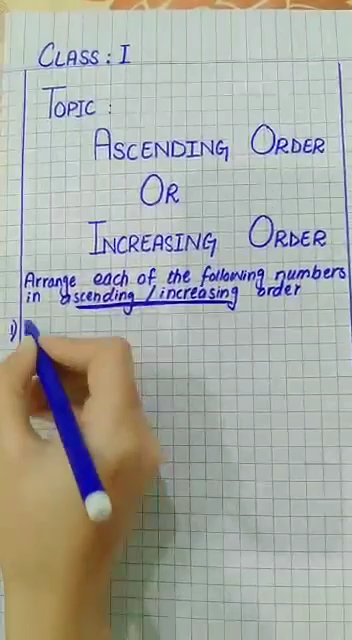 CLASS : I
TOPIC :
ASCENDING ORDER
OR
INCREASING ORDER
Arrange each of the following numbers
in ascending / increasing order
1)